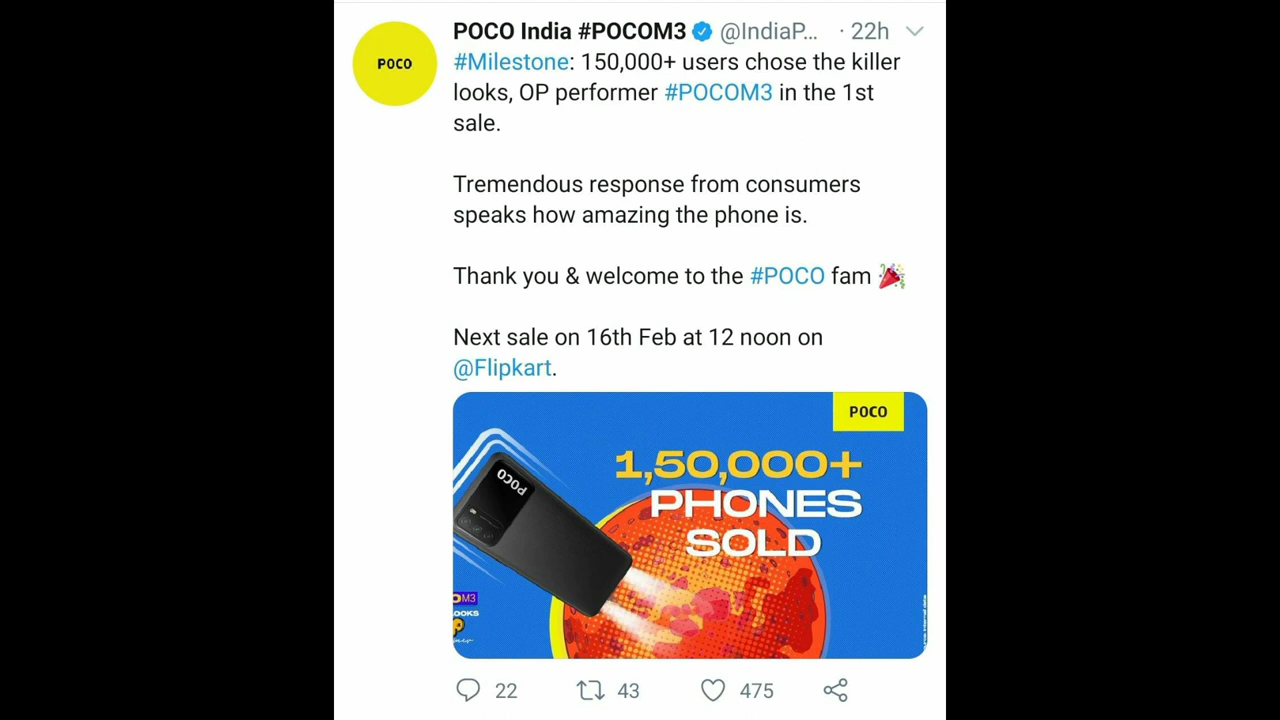 POCO India #POCOM3 @IndiaP... · 22h
POCO
#Milestone: 150,000+ users chose the killer
looks, OP performer #POCOM3 in the 1st
sale.
Tremendous response from consumers
speaks how amazing the phone is.
Thank you & welcome to the #POCO fam
Next sale on 16th Feb at 12 noon on
@Flipkart.
POCO
1,50,000+
PHONES
SOLD
POCO
M3
22 43 475